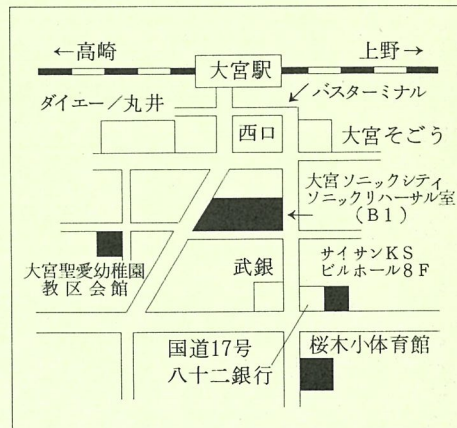 ←高崎
上野→
大宮駅
バスターミナル
ダイエー/丸井
西口
大宮そごう
大宮ソニックシティ
ソニックリハーサル室
(B1)
大宮聖愛幼稚園
教区会館
武銀
サイサンKS
ビルホール8F
国道17号
八十二銀行
桜木小体育館